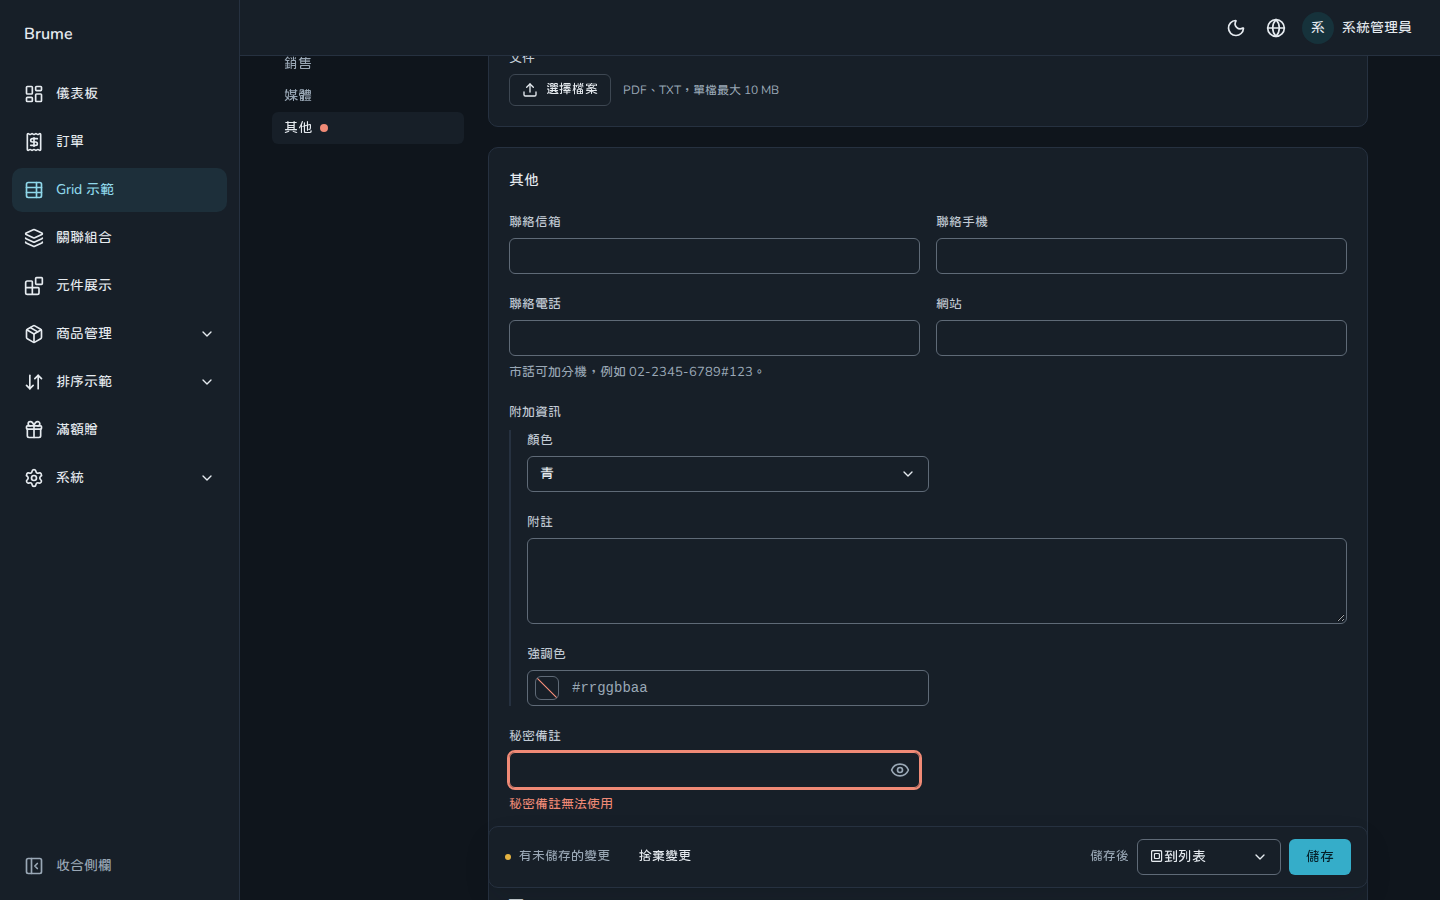 Brume
系
系統管理員
儀表板
訂單
Grid 示範
關聯組合
元件展示
商品管理
排序示範
滿額贈
系統
收合側欄
銷售
媒體
其他
文件
選擇檔案
PDF、TXT，單檔最大 10 MB
其他
聯絡信箱
聯絡手機
聯絡電話
網站
市話可加分機，例如 02-2345-6789#123。
附加資訊
顏色
青
附註
強調色
#rrggbbaa
秘密備註
秘密備註無法使用
有未儲存的變更
捨棄變更
儲存後
回到列表
儲存